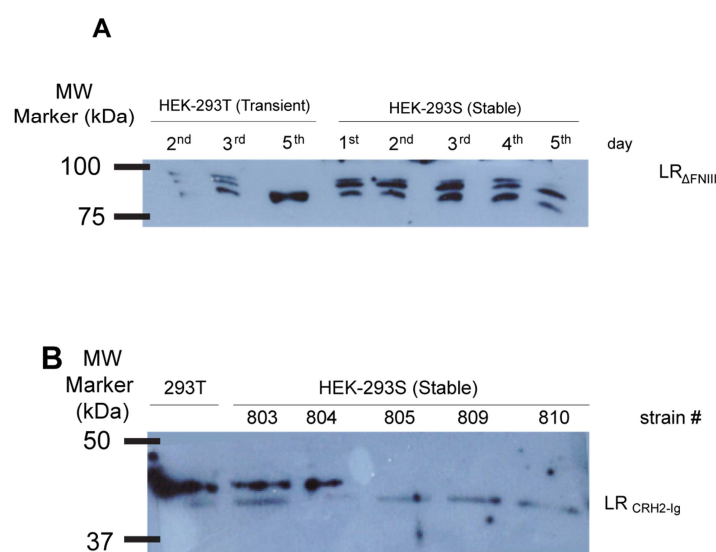 A
MW
Marker (kDa)
HEK-293T (Transient)
HEK-293S (Stable)
2nd 3rd 5th 1st 2nd 3rd 4th 5th day
100
75
LRΔFNIII
B
MW
Marker
(kDa)
293T
HEK-293S (Stable)
803 804 805 809 810 strain #
50
37
LR CRH2-Ig